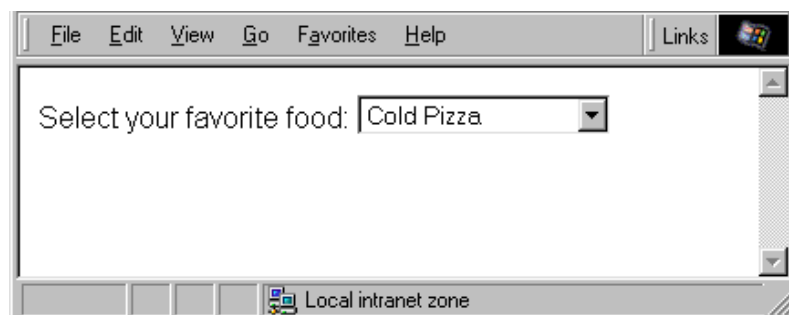 File Edit View Go Favorites Help Links
Select your favorite food: Cold Pizza
Local intranet zone